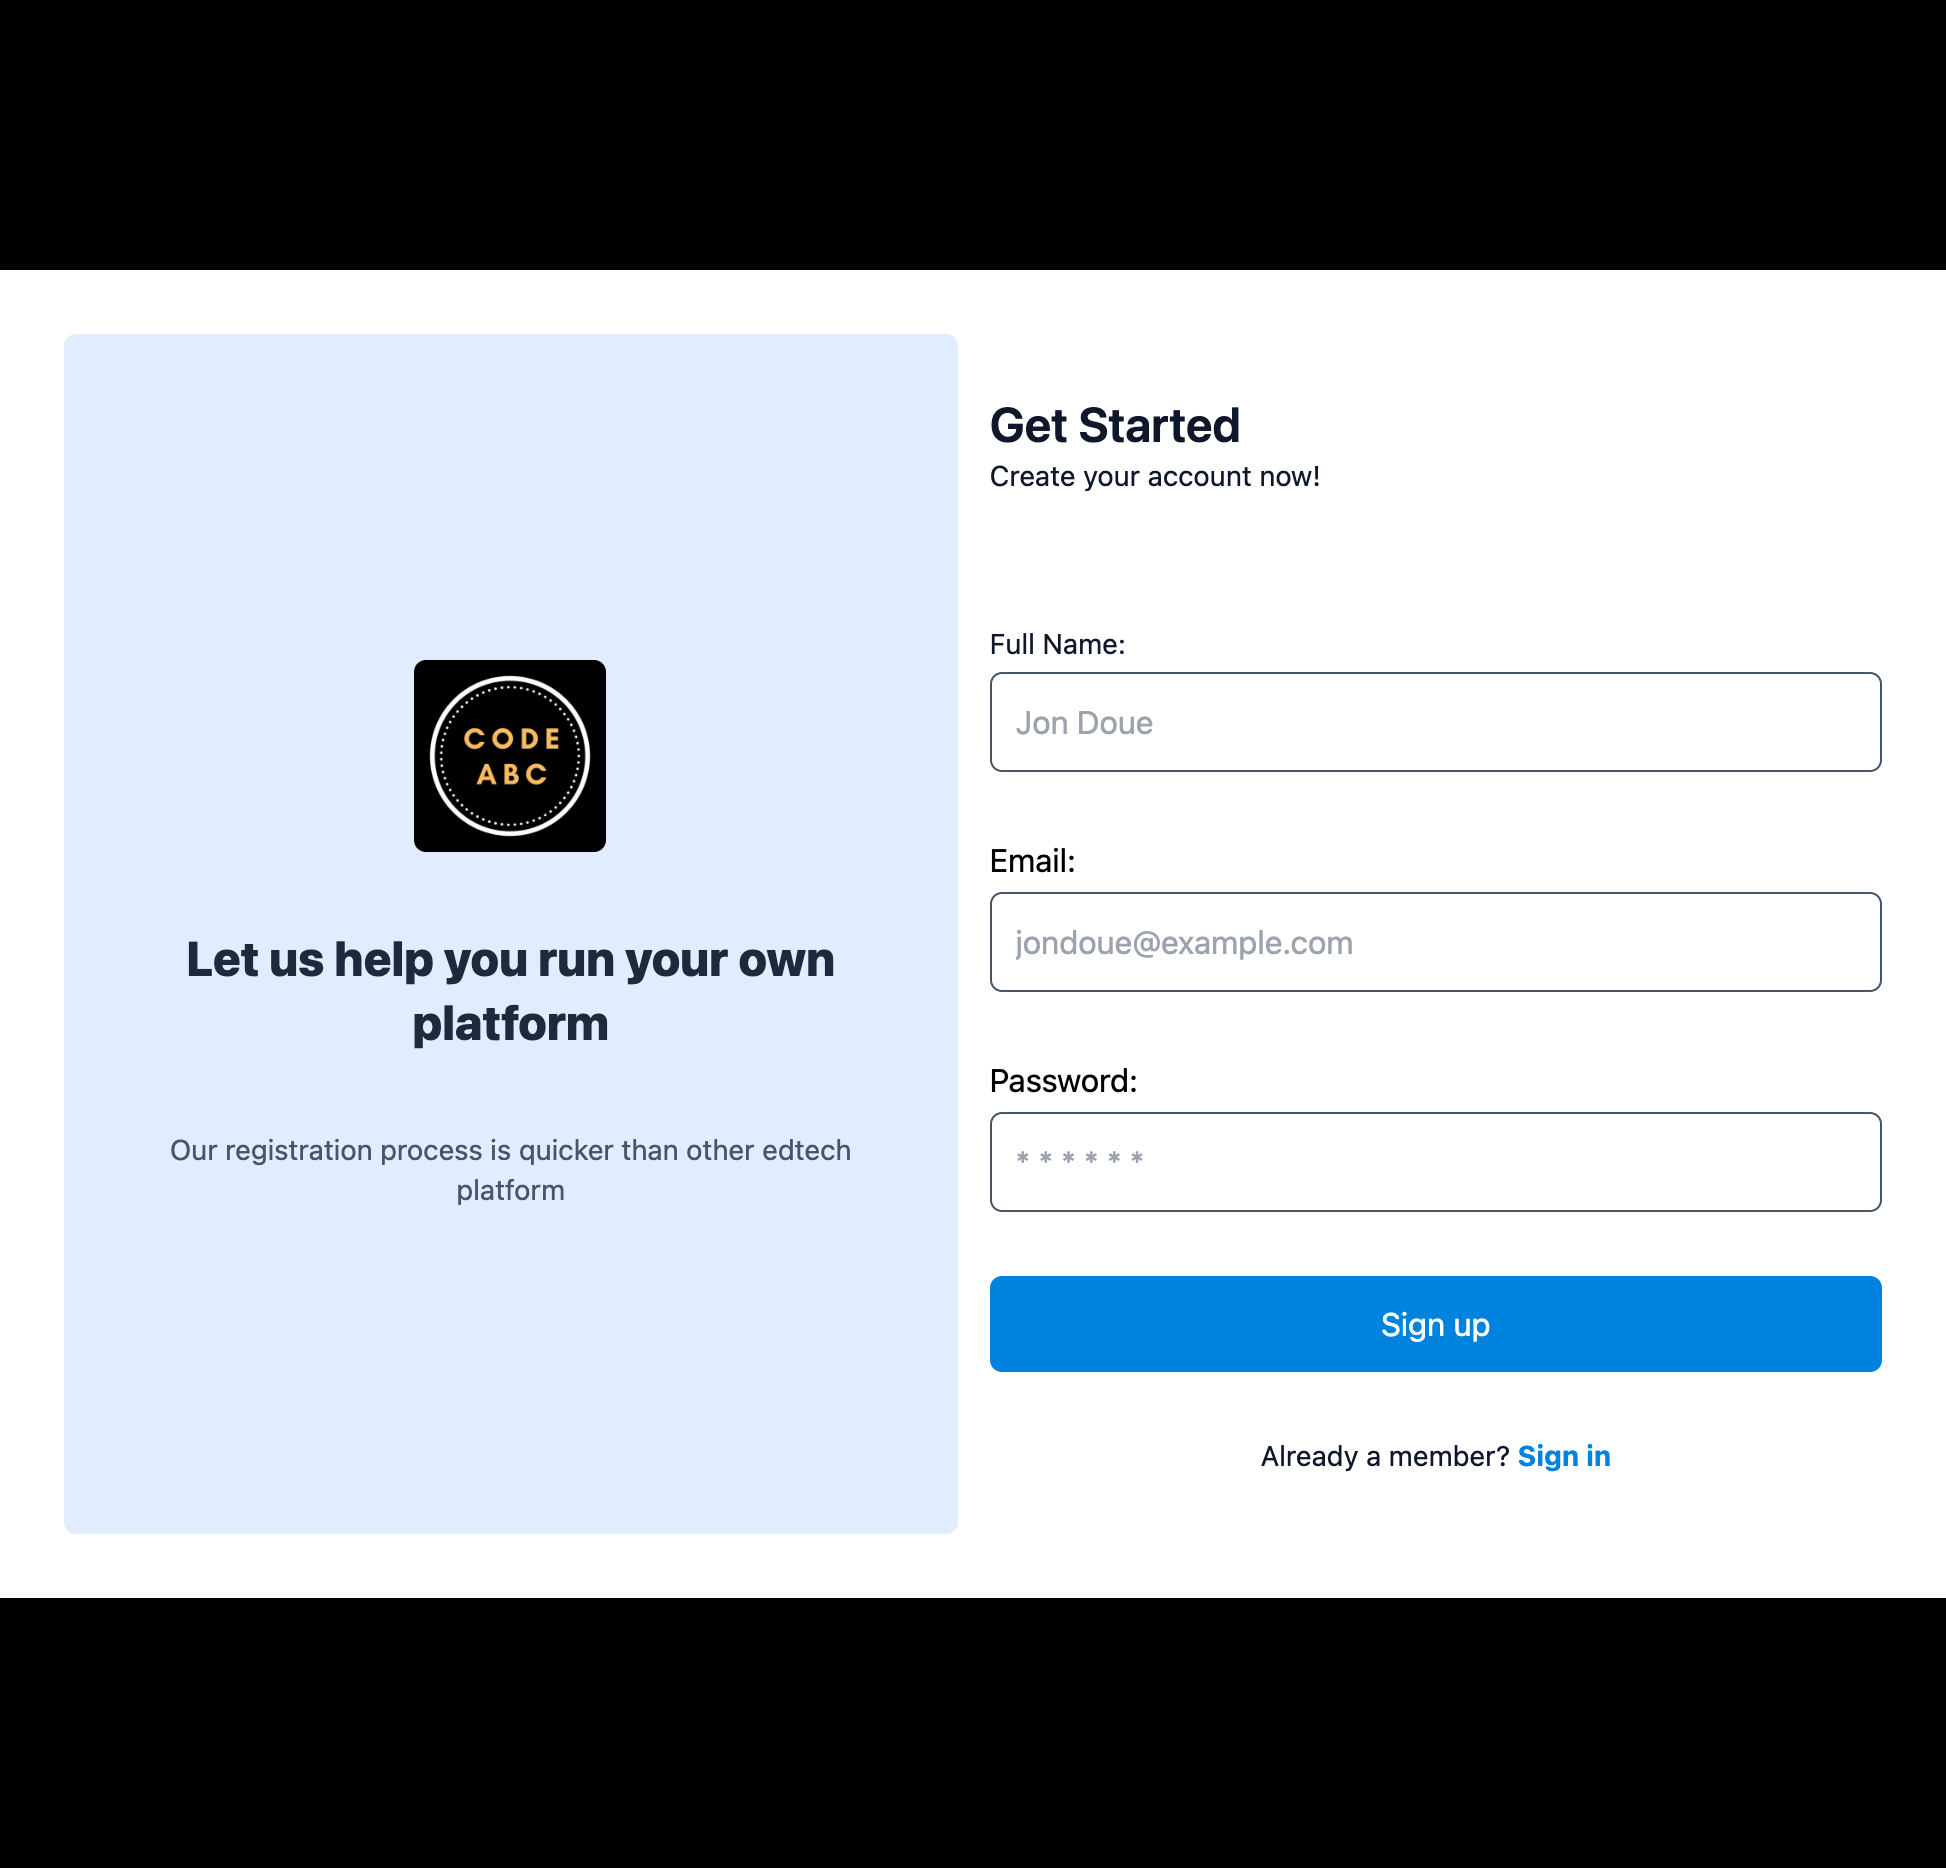 CODE
ABC
Let us help you run your own
platform
Our registration process is quicker than other edtech
platform
Get Started
Create your account now!
Full Name:
Jon Doue
Email:
jondoue@example.com
Password:
* * * * * *
Sign up
Already a member? Sign in